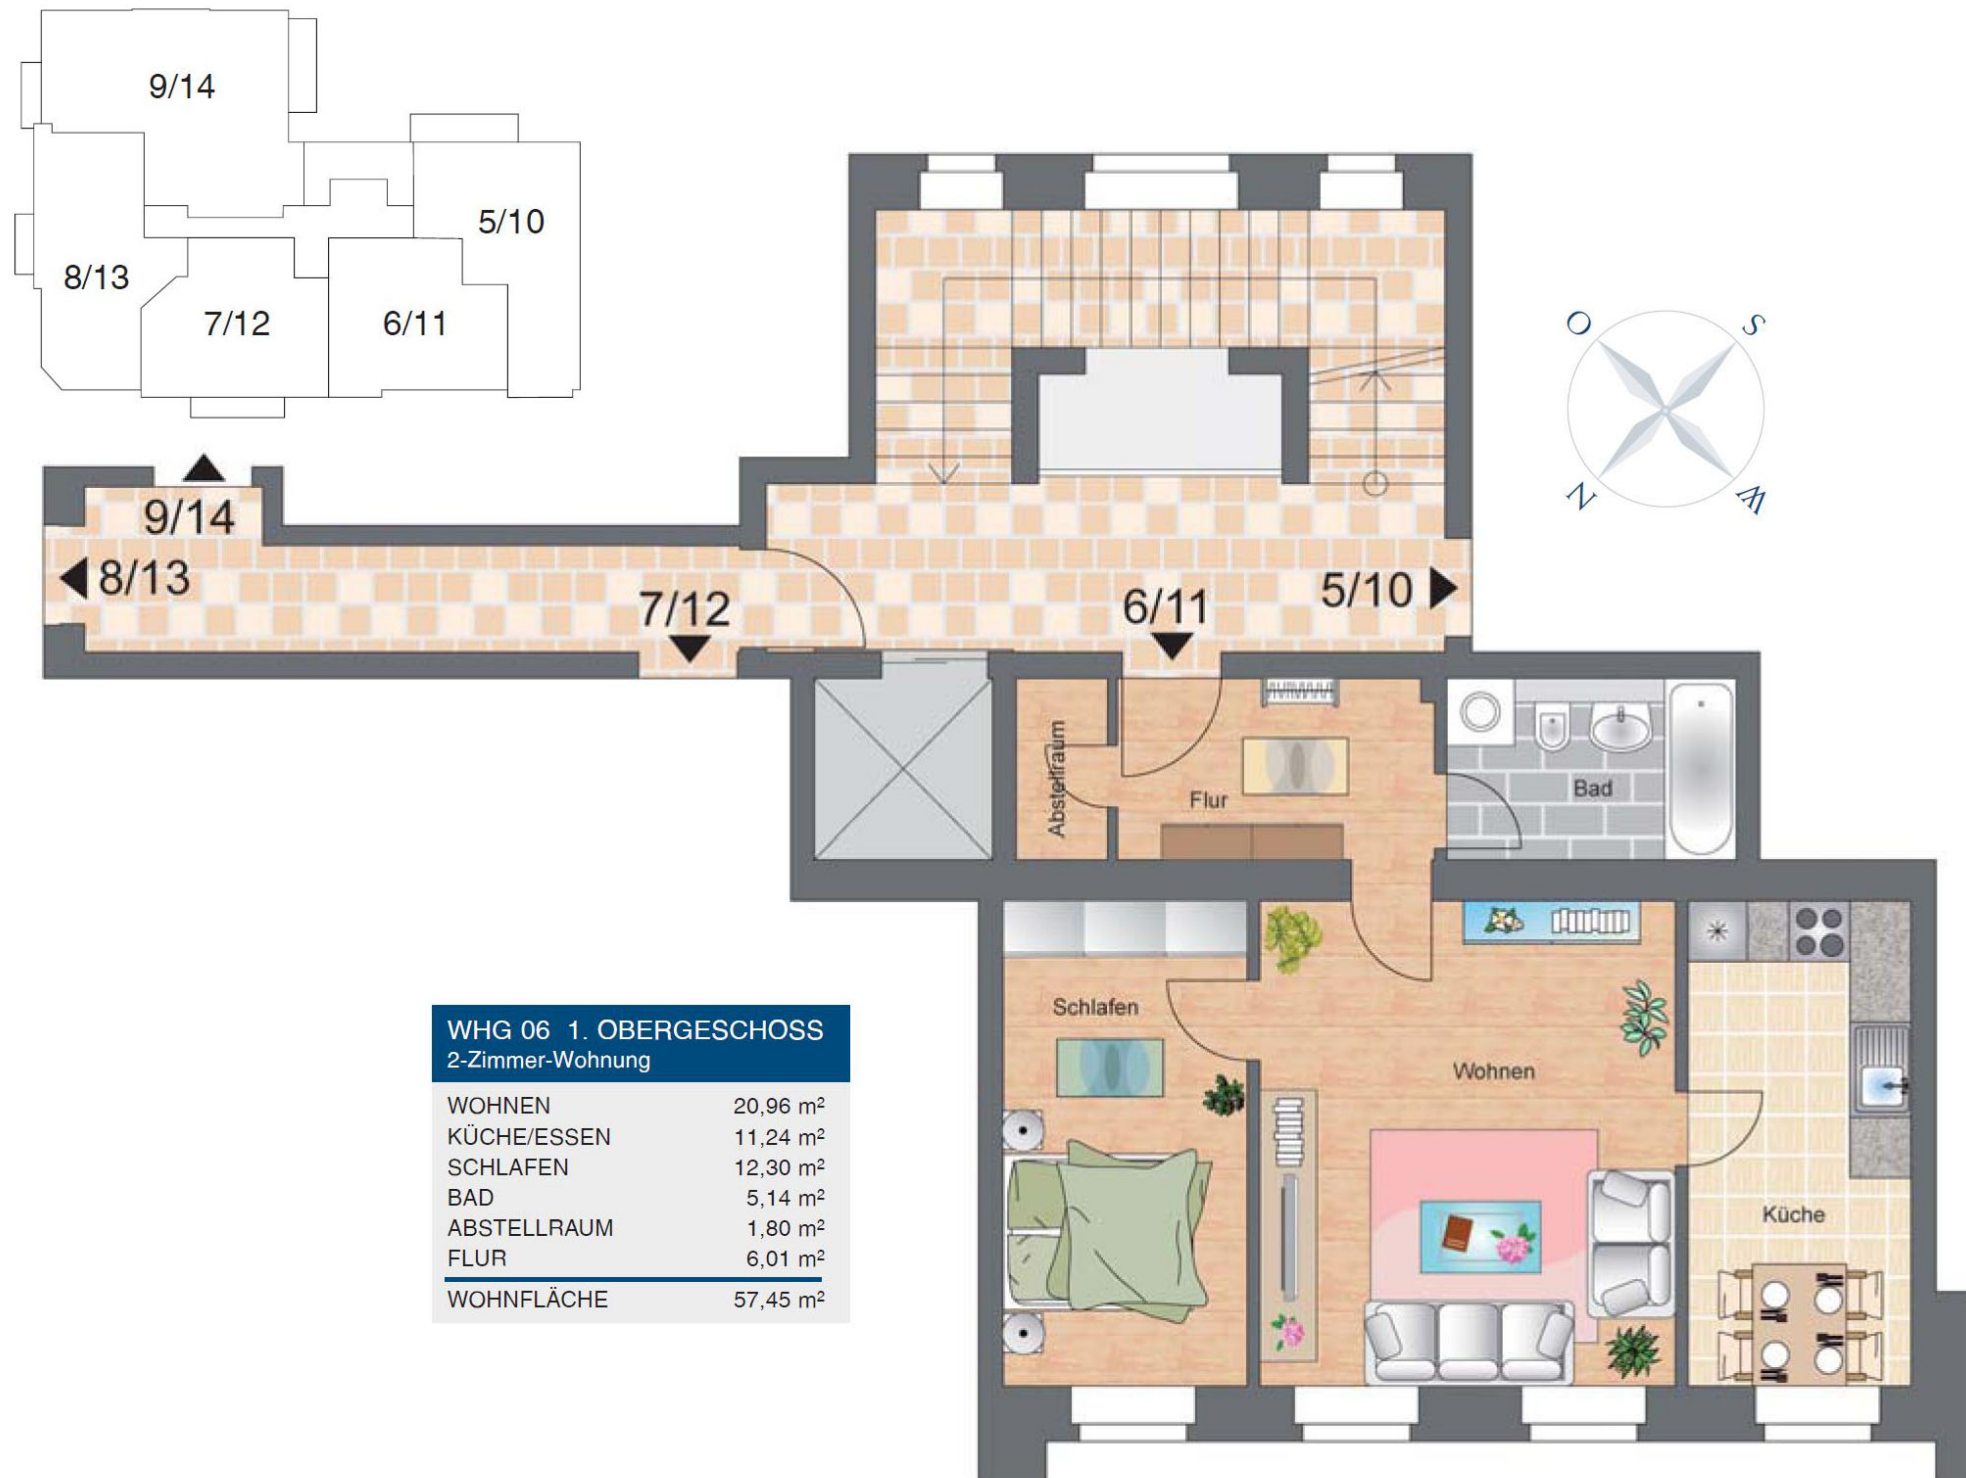 9/14
5/10
8/13
7/12
6/11
O
S
N
W
9/14
8/13
7/12
6/11
5/10
Abstellraum
Flur
Bad
Schlafen
Wohnen
Küche
WHG 06 1. OBERGESCHOSS
2-Zimmer-Wohnung
WOHNEN 20,96 m²
KÜCHE/ESSEN 11,24 m²
SCHLAFEN 12,30 m²
BAD 5,14 m²
ABSTELLRAUM 1,80 m²
FLUR 6,01 m²
WOHNFLÄCHE 57,45 m²